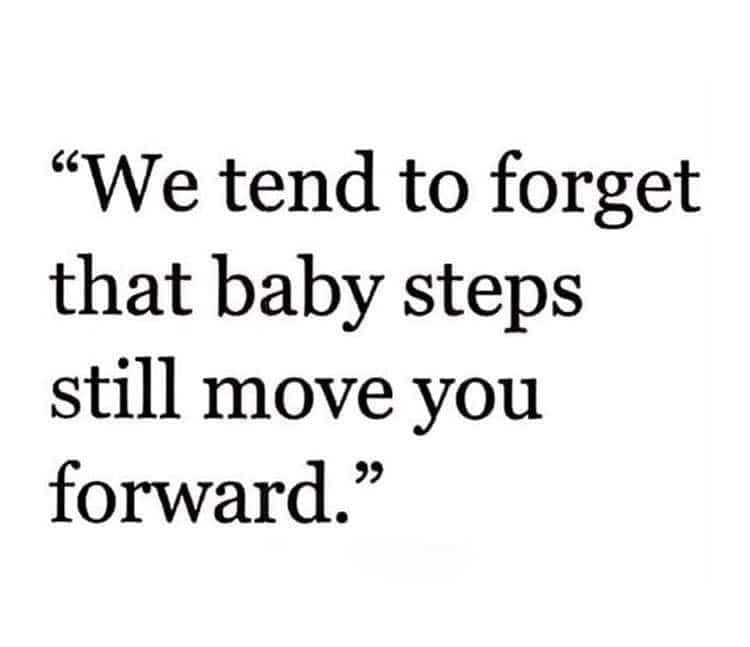 “We tend to forget
that baby steps
still move you
forward.”